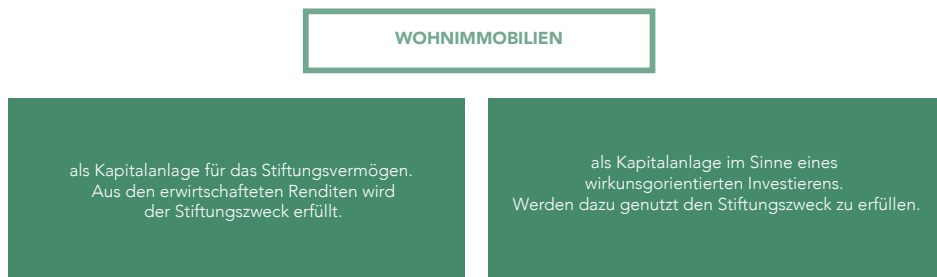 WOHNIMMOBILIEN
als Kapitalanlage für das Stiftungsvermögen.
Aus den erwirtschafteten Renditen wird
der Stiftungszweck erfüllt.
als Kapitalanlage im Sinne eines
wirkunsgorientierten Investierens.
Werden dazu genutzt den Stiftungszweck zu erfüllen.